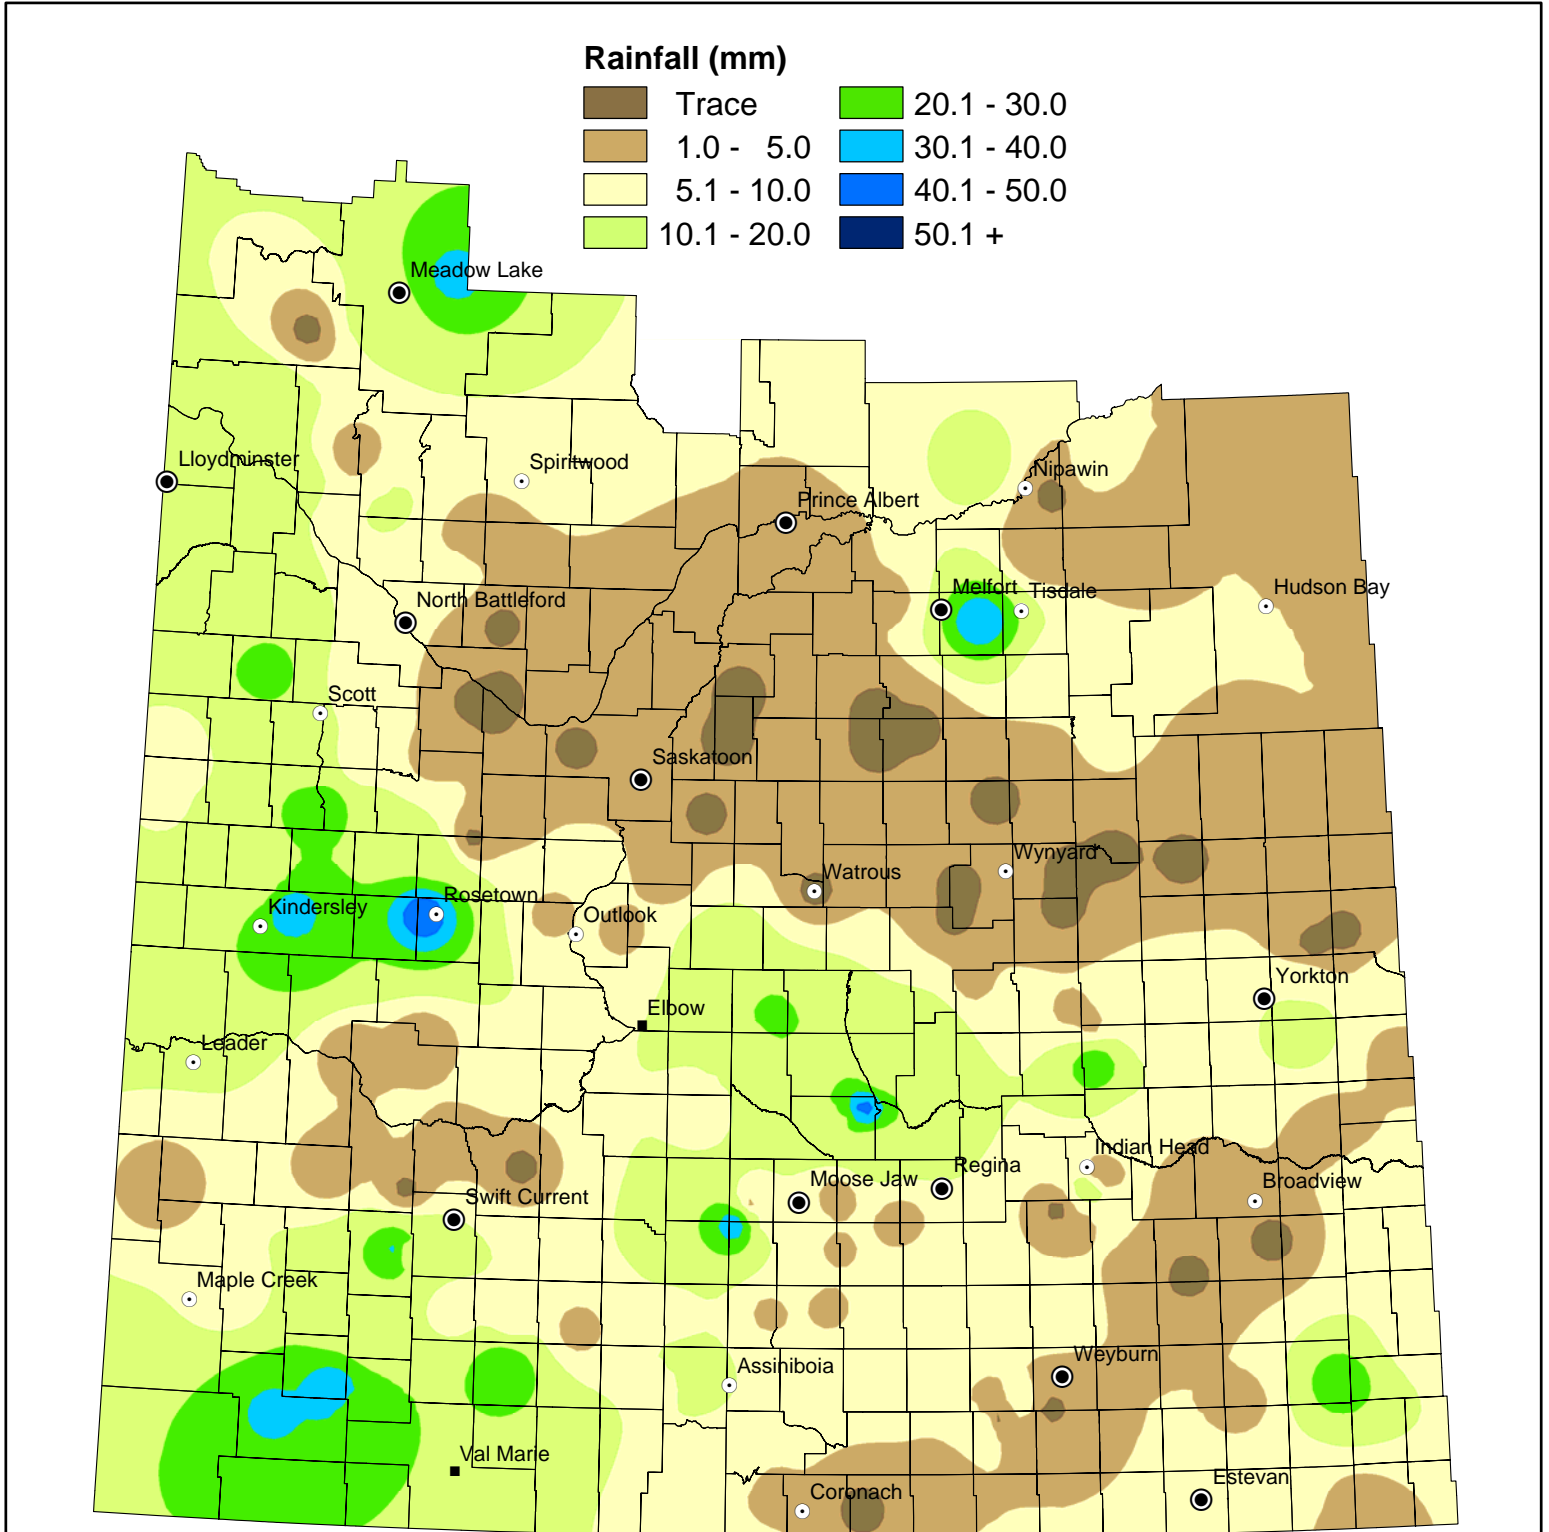 Rainfall (mm)
Trace
20.1 - 30.0
1.0 - 5.0
30.1 - 40.0
5.1 - 10.0
40.1 - 50.0
10.1 - 20.0
50.1 +
Meadow Lake
Lloydminster
Spiritwood
Nipawin
Prince Albert
Melfort
Tisdale
Hudson Bay
North Battleford
Scott
Saskatoon
Wynyard
Watrous
Rosetown
Kindersley
Outlook
Yorkton
Elbow
Leader
Indian Head
Regina
Moose Jaw
Broadview
Swift Current
Maple Creek
Weyburn
Assiniboia
Val Marie
Estevan
Coronach